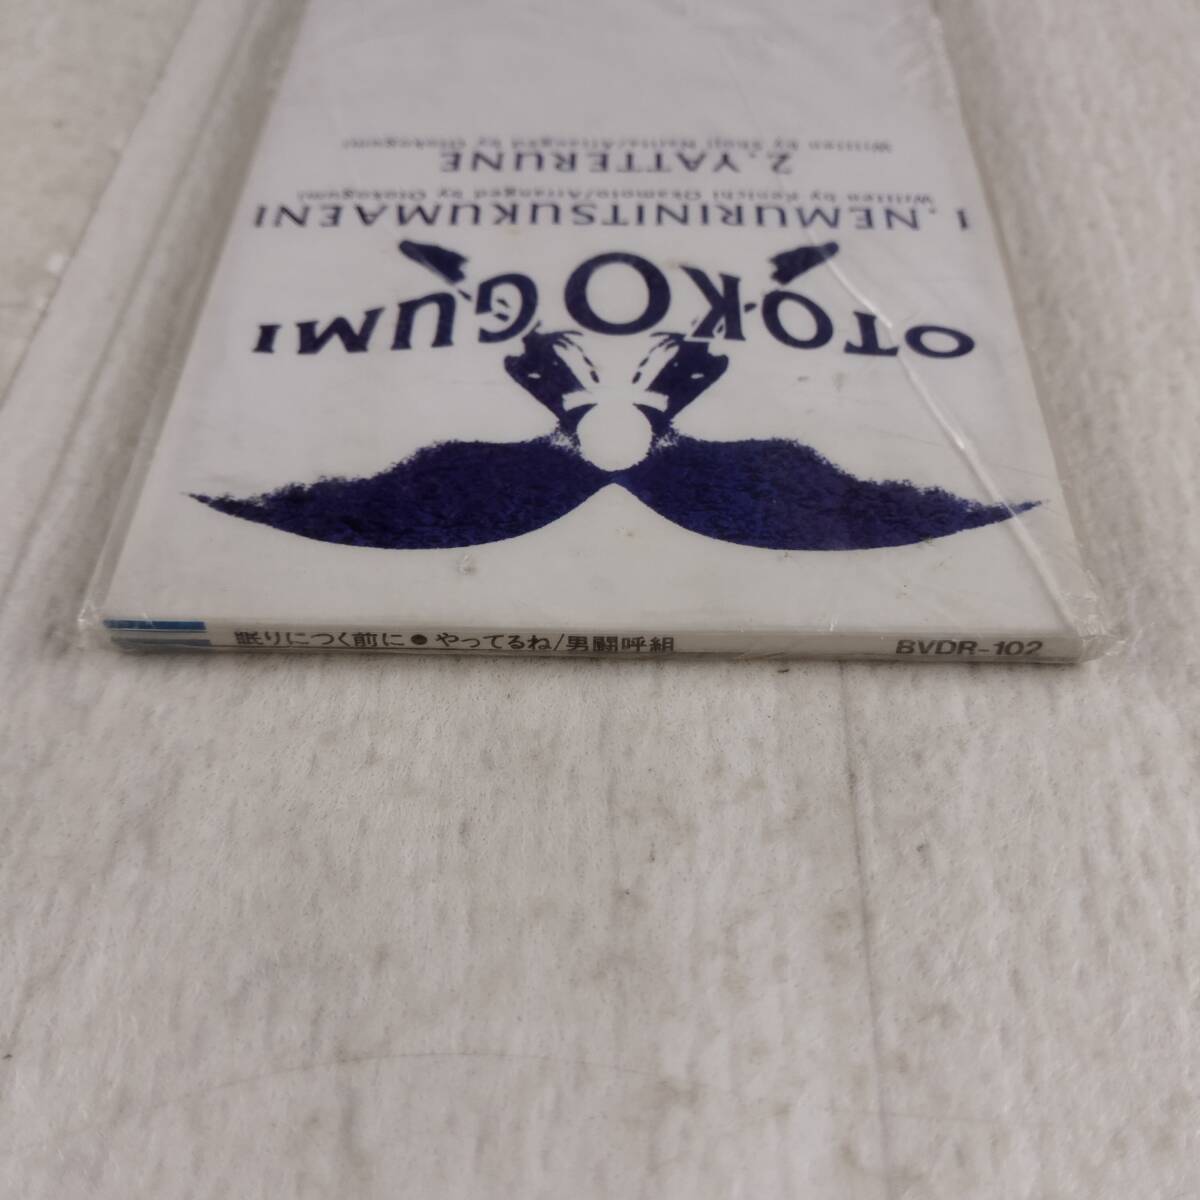 OTOKOGUMI
1. NEMURINITSUKUMAENI
Written by Kenichi Okamoto/Arranged by Otokogumi
2. YATTERUNE
Written by Shoji Narita/Arranged by Otokogumi
眠りにつく前に●やってるね/男闘呼組 BVDR-102